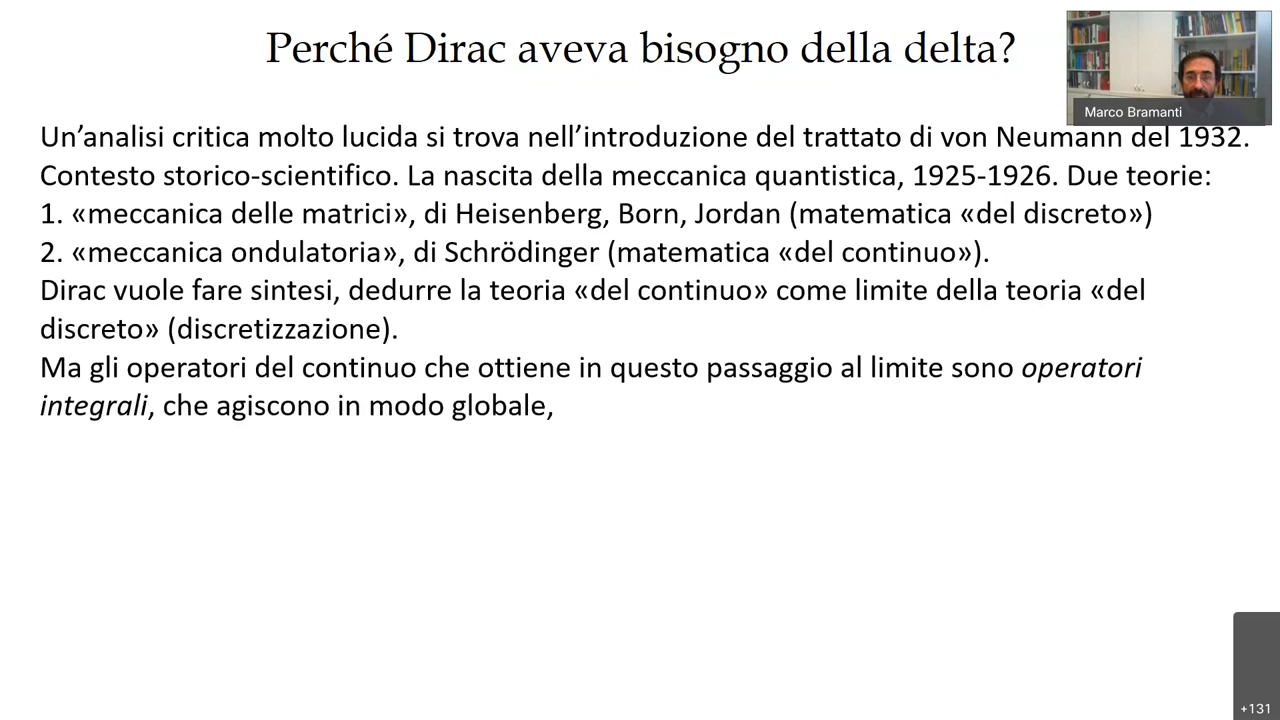 Perché Dirac aveva bisogno della delta?
Marco Bramanti
Un’analisi critica molto lucida si trova nell’introduzione del trattato di von Neumann del 1932.
Contesto storico-scientifico. La nascita della meccanica quantistica, 1925-1926. Due teorie:
1. «meccanica delle matrici», di Heisenberg, Born, Jordan (matematica «del discreto»)
2. «meccanica ondulatoria», di Schrödinger (matematica «del continuo»).
Dirac vuole fare sintesi, dedurre la teoria «del continuo» come limite della teoria «del
discreto» (discretizzazione).
Ma gli operatori del continuo che ottiene in questo passaggio al limite sono operatori
integrali, che agiscono in modo globale,
+131